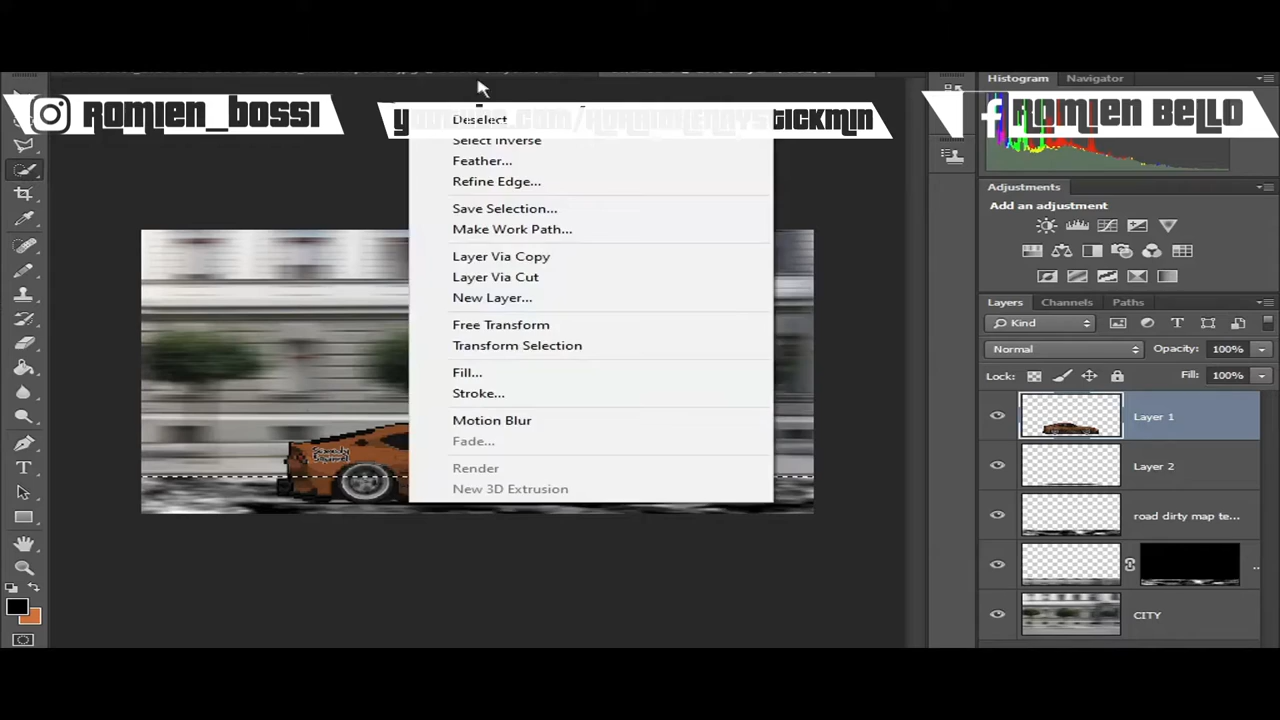 Histogram
Navigator
ROMIEN_BOSSI
ROMIEN BELLO
Deselect
Select Inverse
Feather...
Refine Edge...
Save Selection...
Make Work Path...
Layer Via Copy
Layer Via Cut
New Layer...
Free Transform
Transform Selection
Fill...
Stroke...
Motion Blur
Fade...
Render
New 3D Extrusion
Adjustments
Add an adjustment
Layers
Channels
Paths
Kind
Normal
Opacity:
100%
Lock:
Fill:
100%
Layer 1
Layer 2
road dirty map te...
CITY